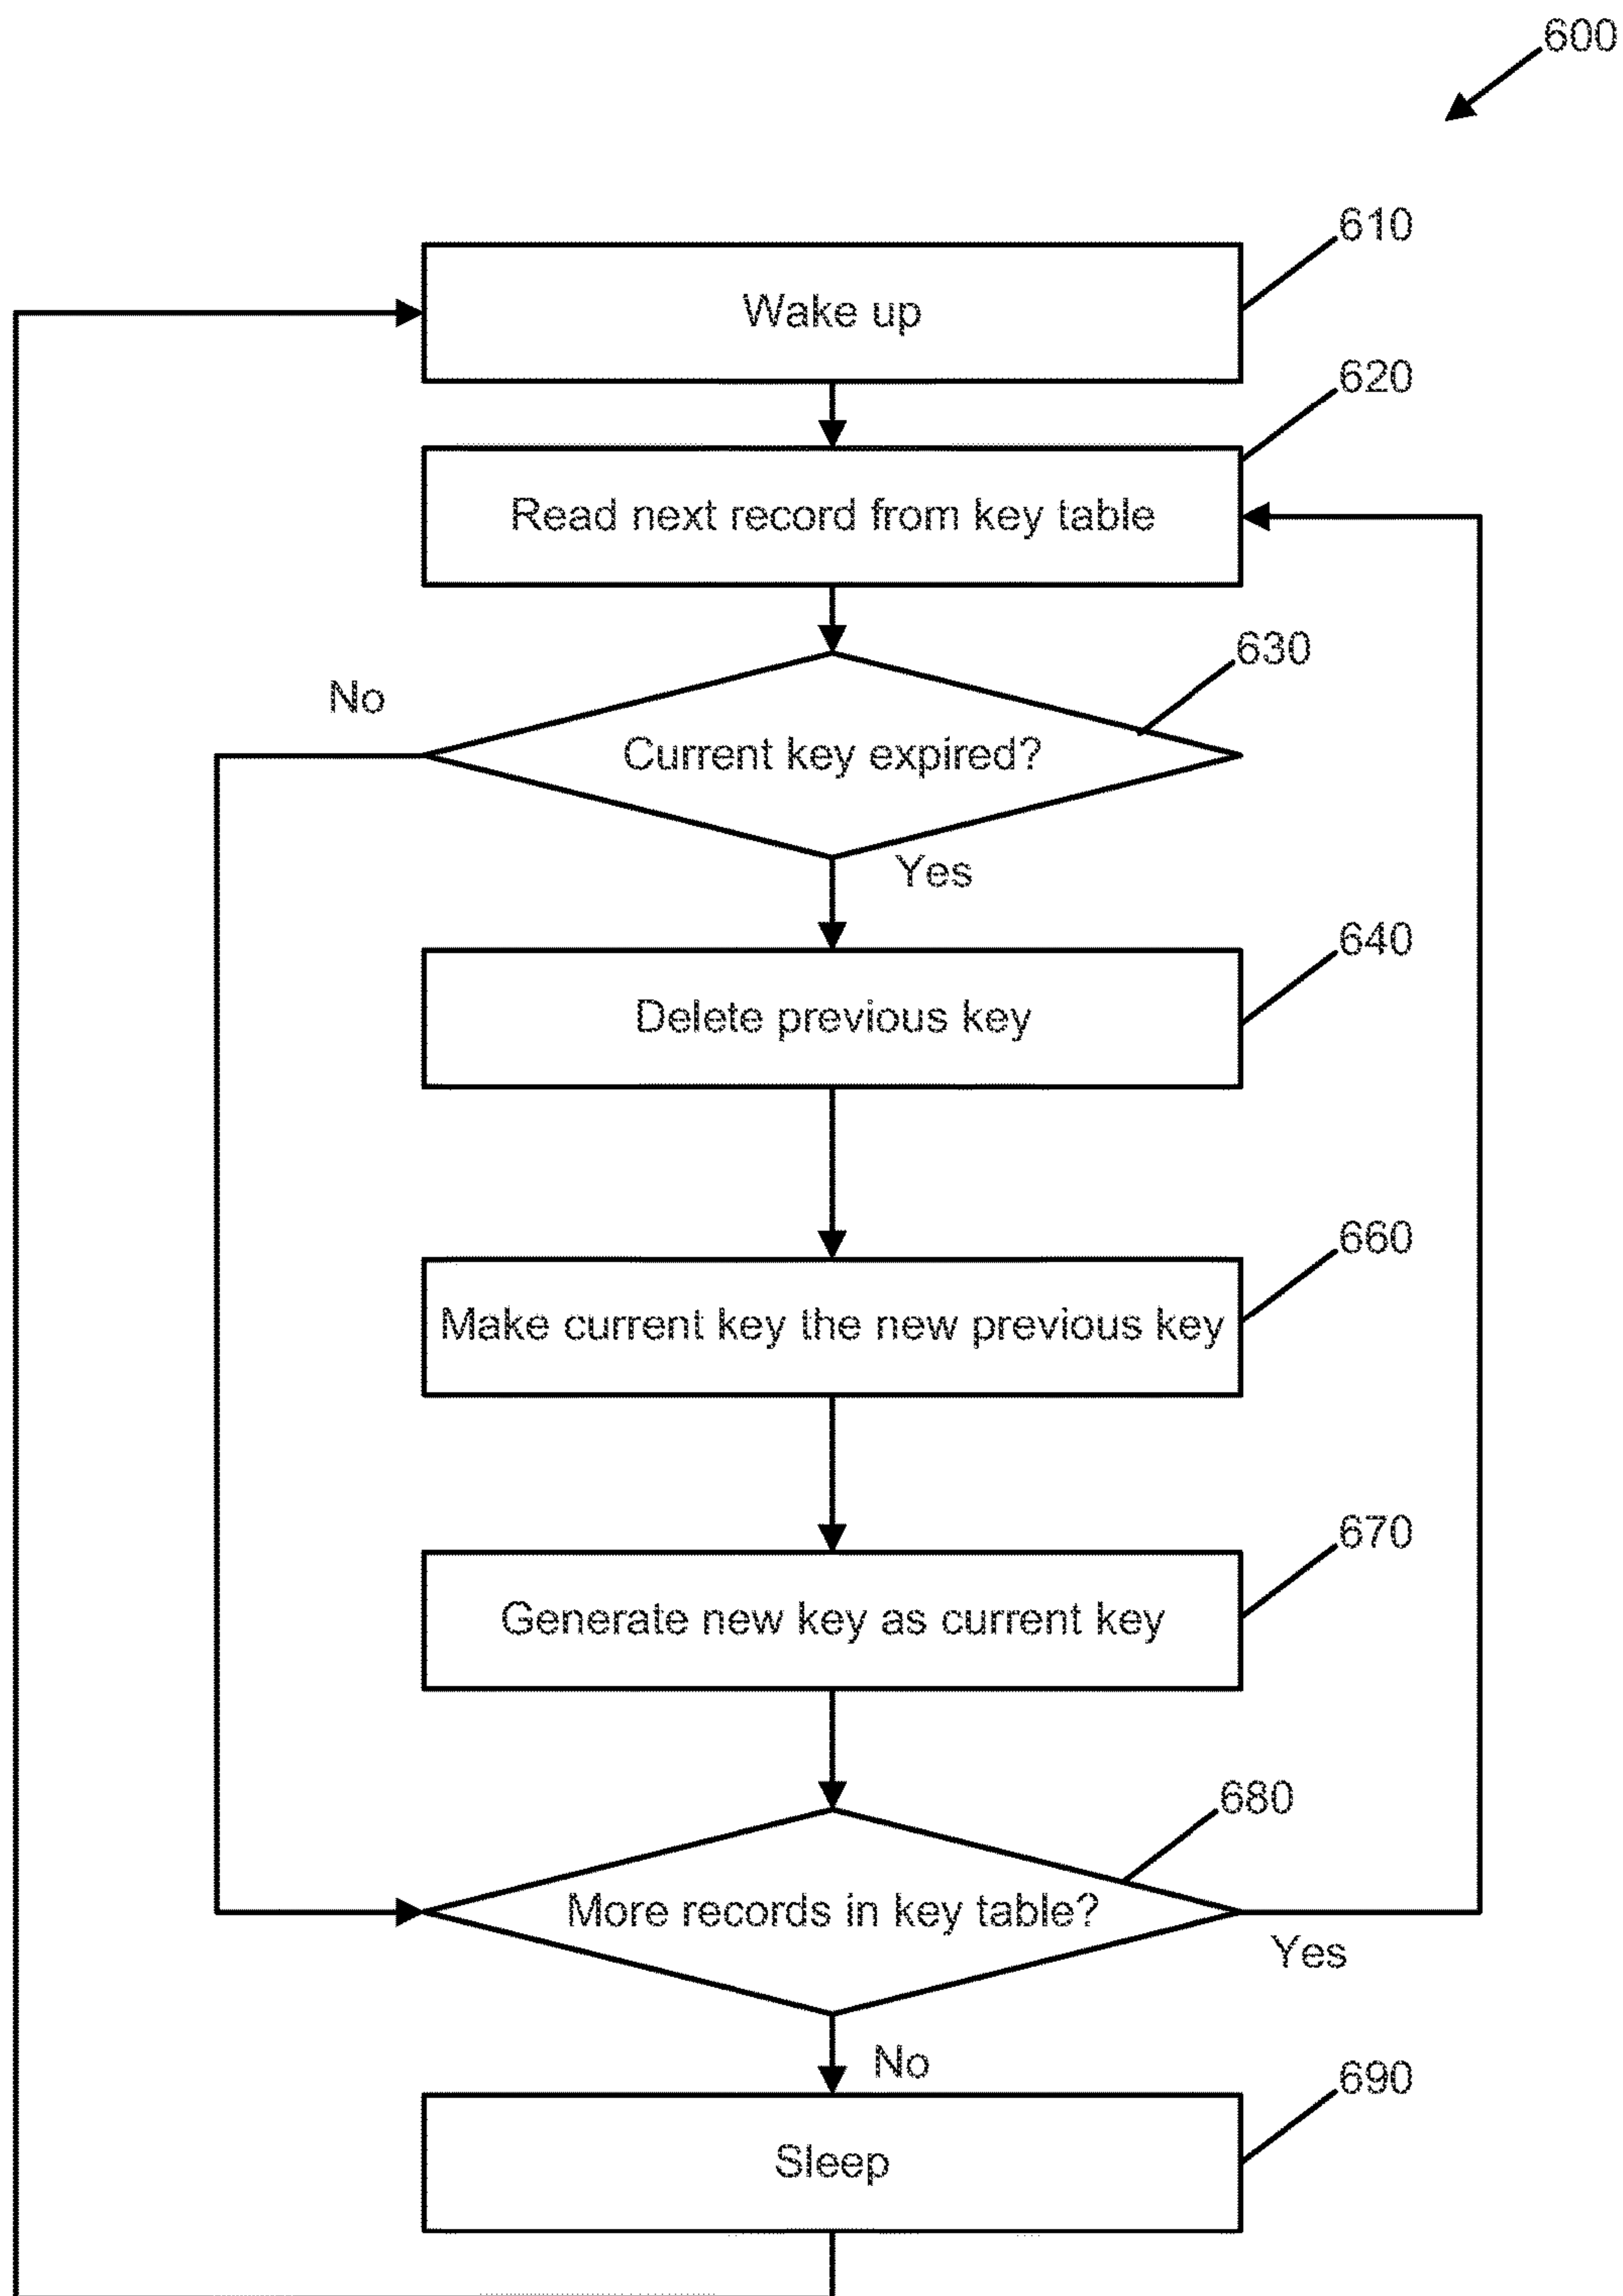 600
610
Wake up
620
Read next record from key table
630
No
Current key expired?
Yes
640
Delete previous key
660
Make current key the new previous key
670
Generate new key as current key
680
More records in key table?
Yes
No
690
Sleep